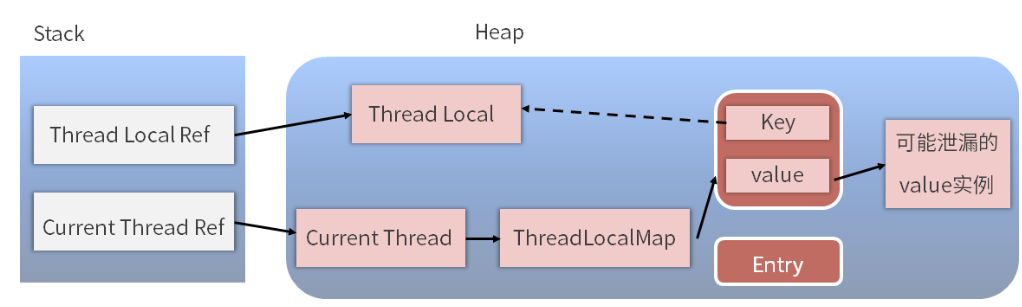 Stack
Heap
Thread Local Ref
Current Thread Ref
Thread Local
Current Thread
ThreadLocalMap
Key
value
Entry
可能泄漏的
value实例